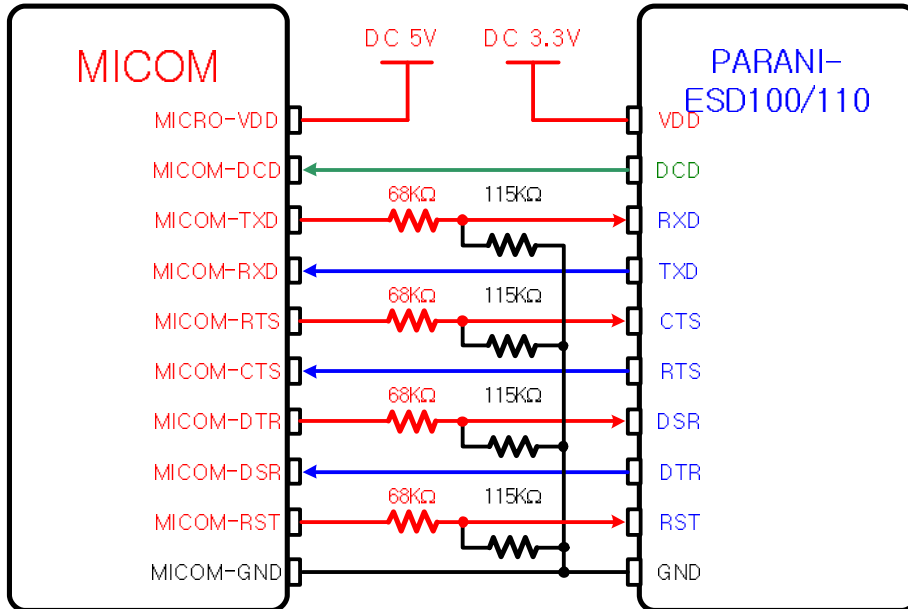 MICOM
DC 5V
DC 3.3V
PARANI-
ESD100/110
MICRO-VDD
VDD
MICOM-DCD
DCD
68KΩ
115KΩ
MICOM-TXD
RXD
MICOM-RXD
TXD
68KΩ
115KΩ
MICOM-RTS
CTS
MICOM-CTS
RTS
68KΩ
115KΩ
MICOM-DTR
DSR
MICOM-DSR
DTR
68KΩ
115KΩ
MICOM-RST
RST
MICOM-GND
GND